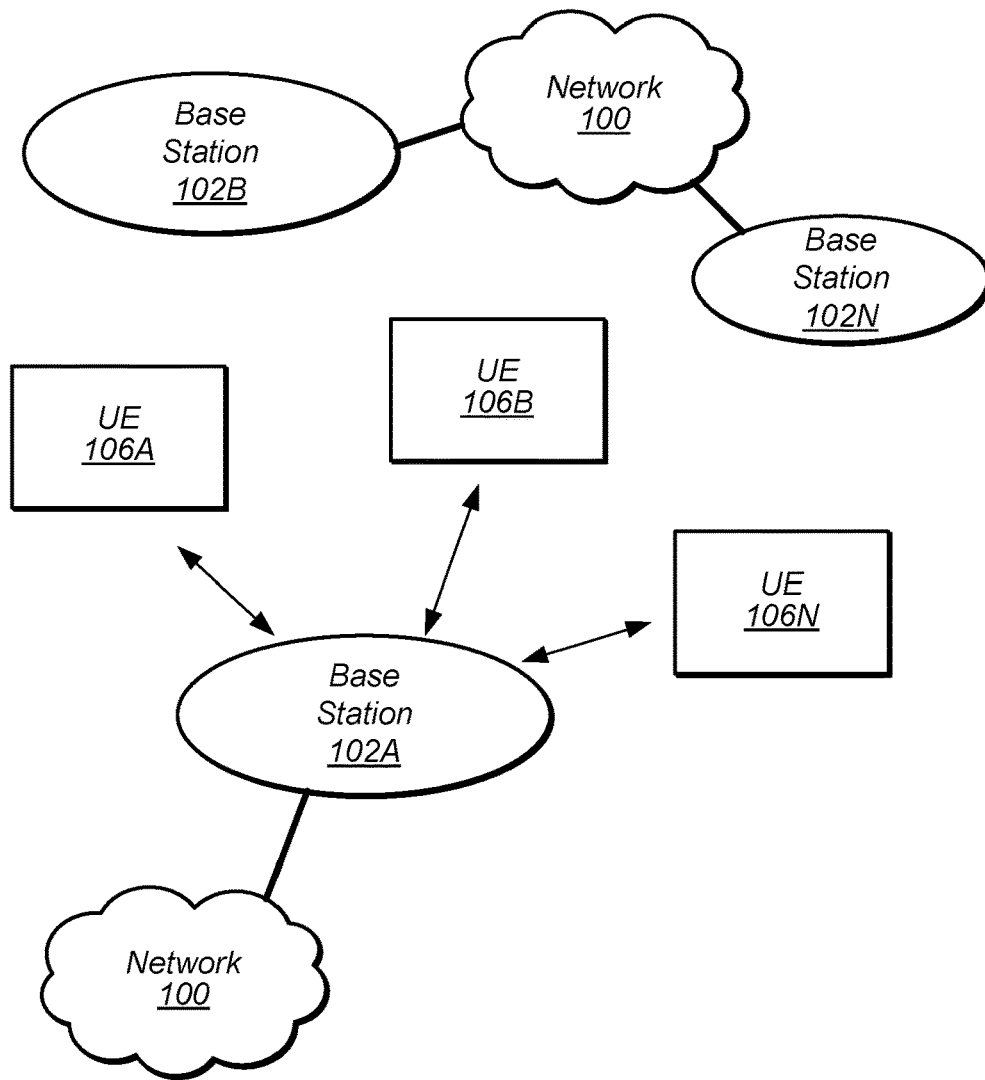 Network
100
Base
Station
102B
Base
Station
102N
UE
106B
UE
106A
UE
106N
Base
Station
102A
Network
100